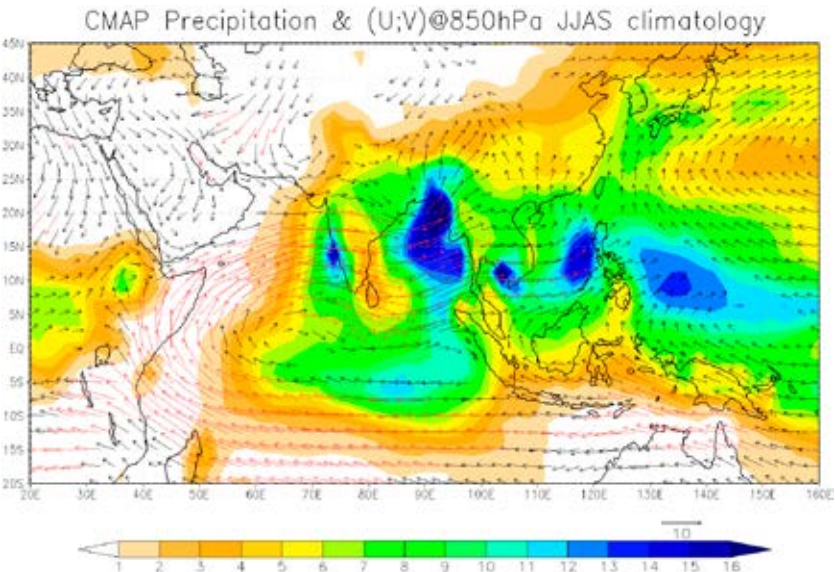 CMAP Precipitation & (U;V)@850hPa JJAS climatology
45N
40N
35N
30N
25N
20N
15N
10N
5N
EQ
5S
10S
15S
20S
20E 30E 40E 50E 60E 70E 80E 90E 100E 110E 120E 130E 140E 150E 160E
10
1 2 3 4 5 6 7 8 9 10 11 12 13 14 15 16